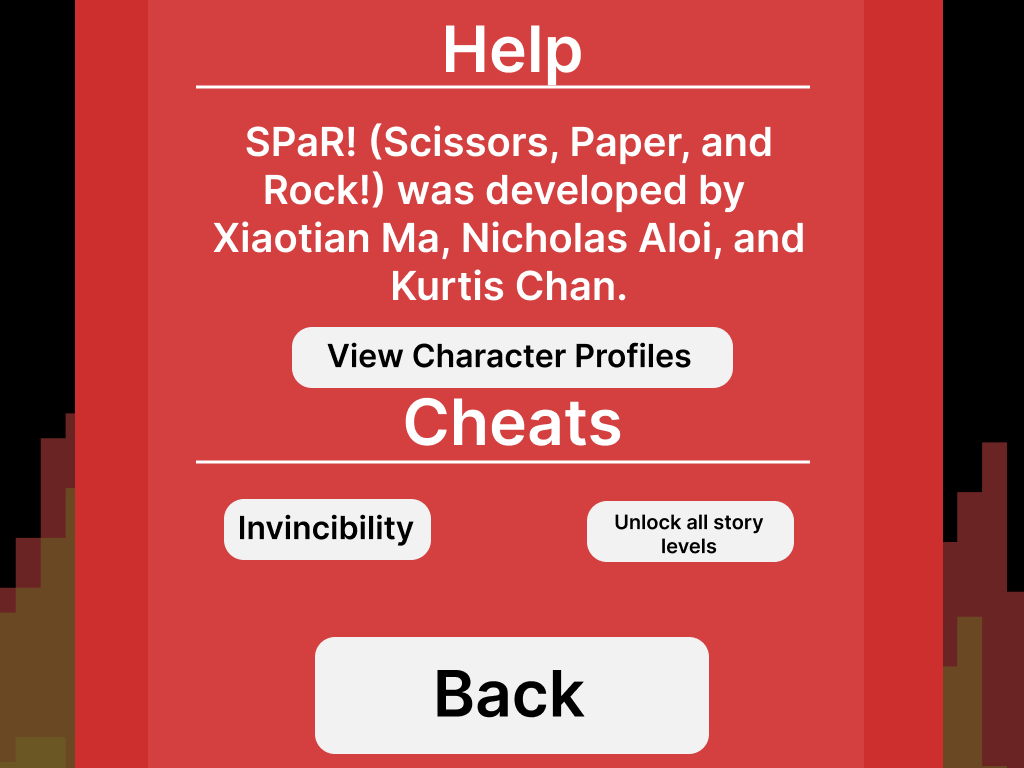 Help
SPaR! (Scissors, Paper, and
Rock!) was developed by
Xiaotian Ma, Nicholas Aloi, and
Kurtis Chan.
View Character Profiles
Cheats
Invincibility
Unlock all story
levels
Back